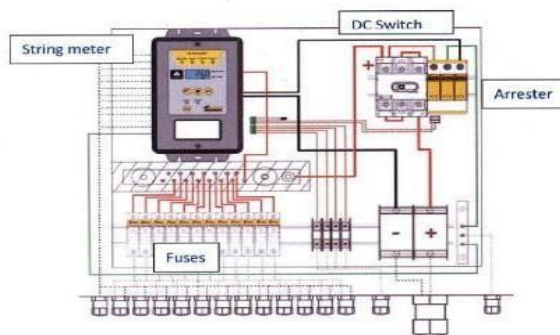 DC Switch
String meter
+
Arrester
- +
Fuses